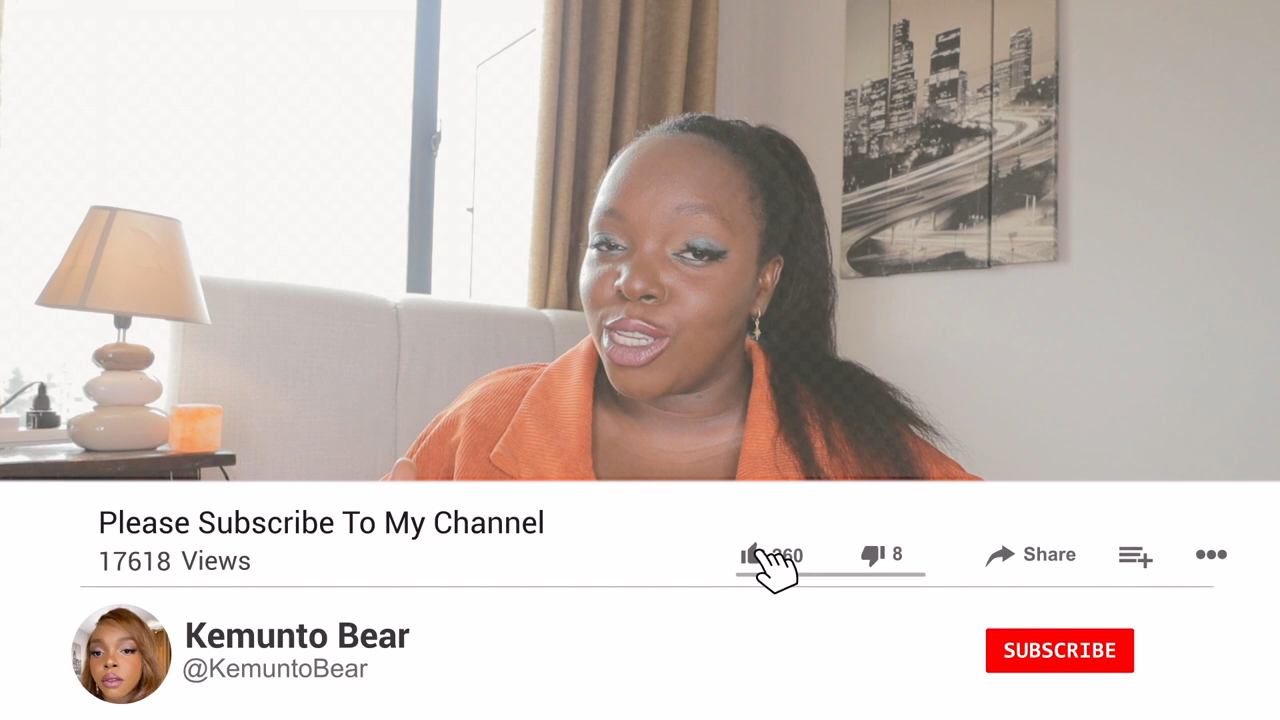 Please Subscribe To My Channel
17618 Views
8
Share
Kemunto Bear
@KemuntoBear
SUBSCRIBE